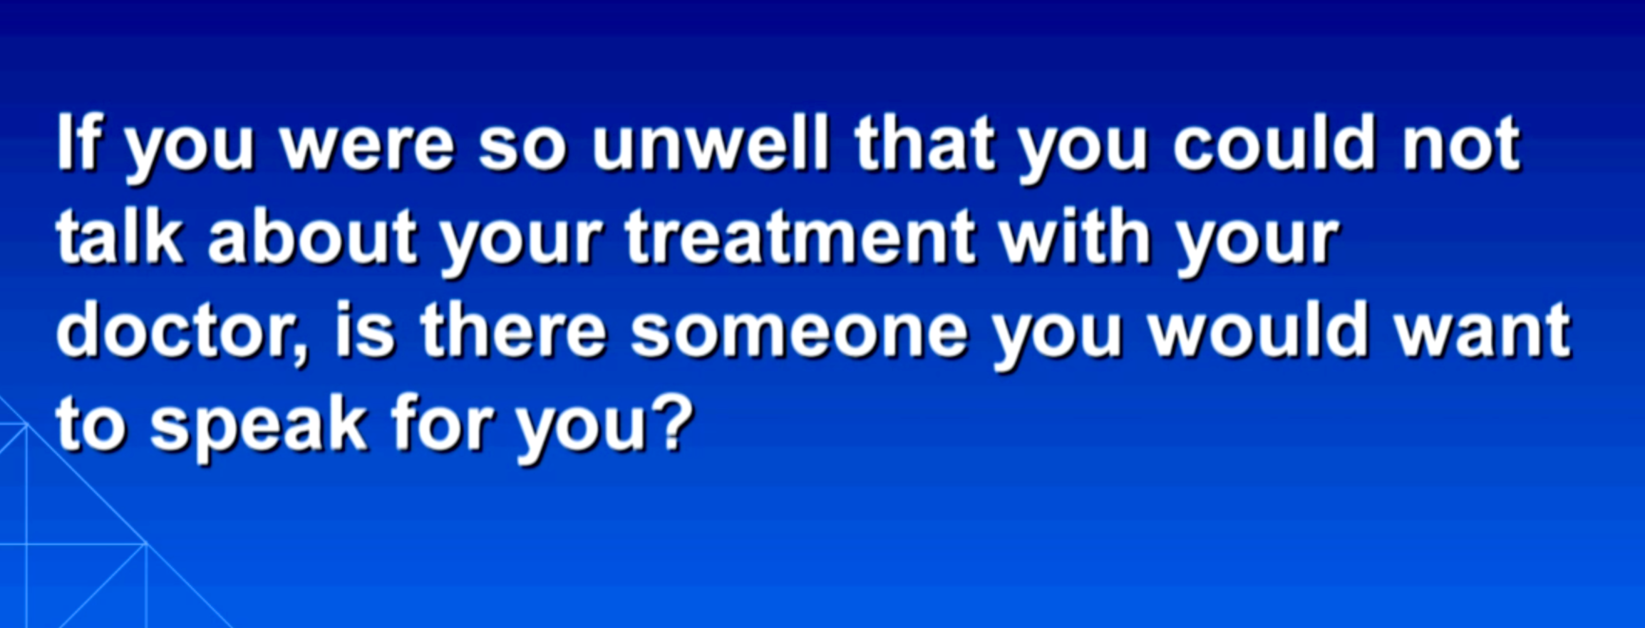 If you were so unwell that you could not
talk about your treatment with your
doctor, is there someone you would want
to speak for you?